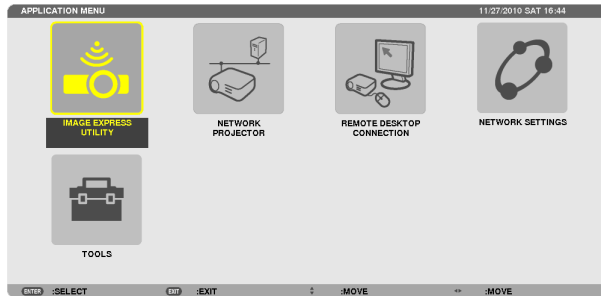 APPLICATION MENU 11/27/2010 SAT 16:44
IMAGE EXPRESS
UTILITY
NETWORK
PROJECTOR
REMOTE DESKTOP
CONNECTION
NETWORK SETTINGS
TOOLS
ENTER :SELECT EXIT :EXIT :MOVE :MOVE